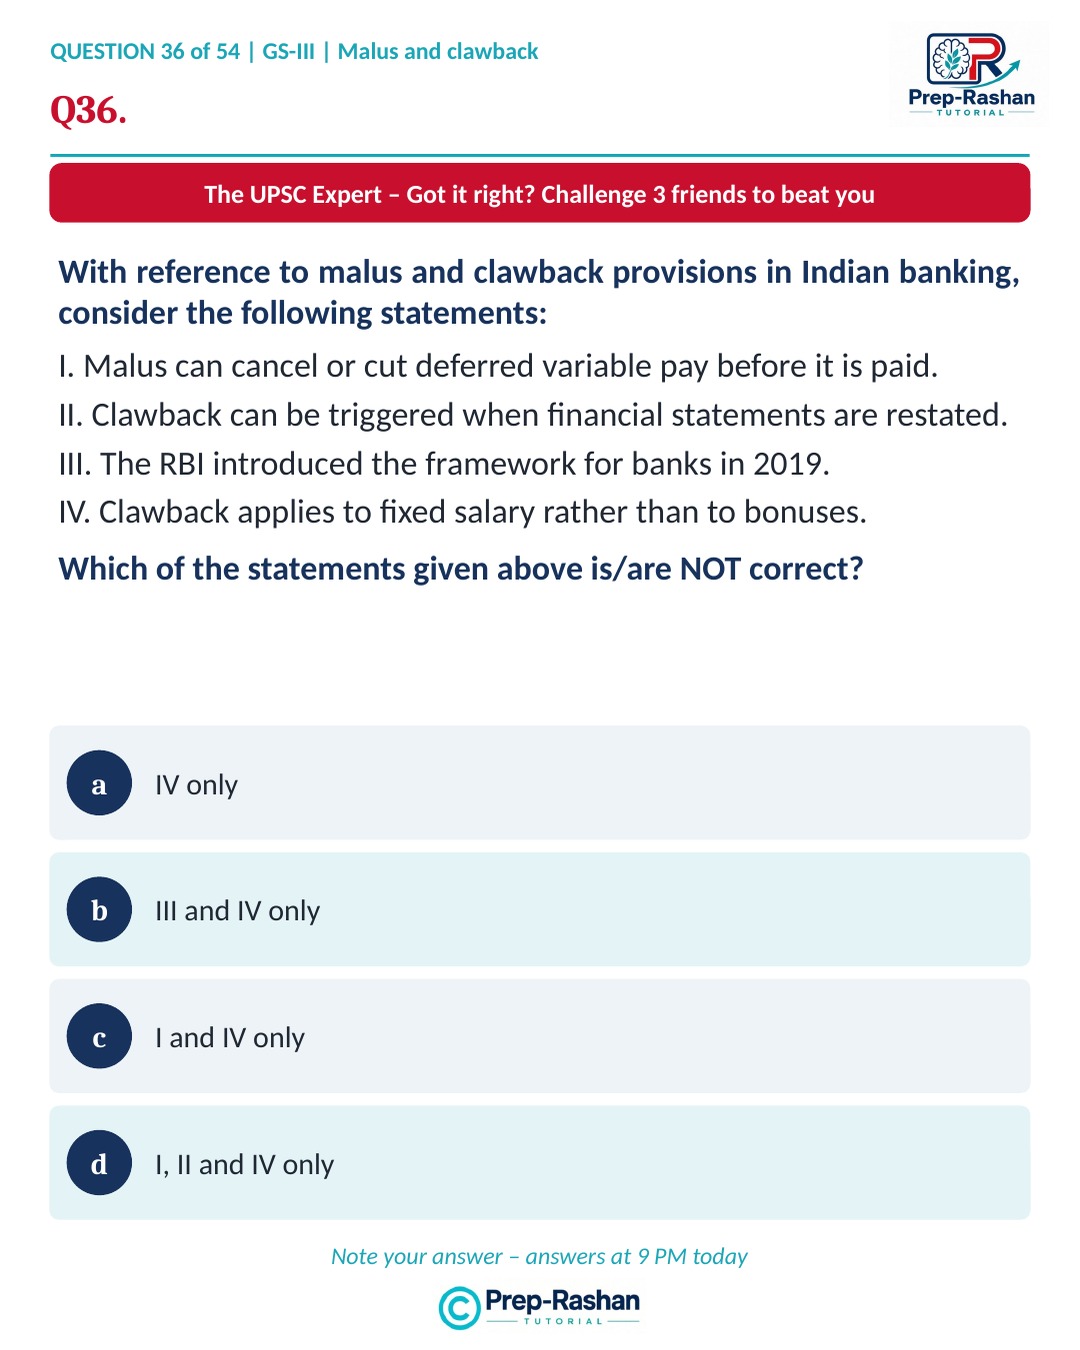 QUESTION 36 of 54 | GS-III | Malus and clawback
Prep-Rashan
TUTORIAL
Q36.
The UPSC Expert – Got it right? Challenge 3 friends to beat you
With reference to malus and clawback provisions in Indian banking,
consider the following statements:
I. Malus can cancel or cut deferred variable pay before it is paid.
II. Clawback can be triggered when financial statements are restated.
III. The RBI introduced the framework for banks in 2019.
IV. Clawback applies to fixed salary rather than to bonuses.
Which of the statements given above is/are NOT correct?
a IV only
b III and IV only
c I and IV only
d I, II and IV only
Note your answer – answers at 9 PM today
© Prep-Rashan
TUTORIAL